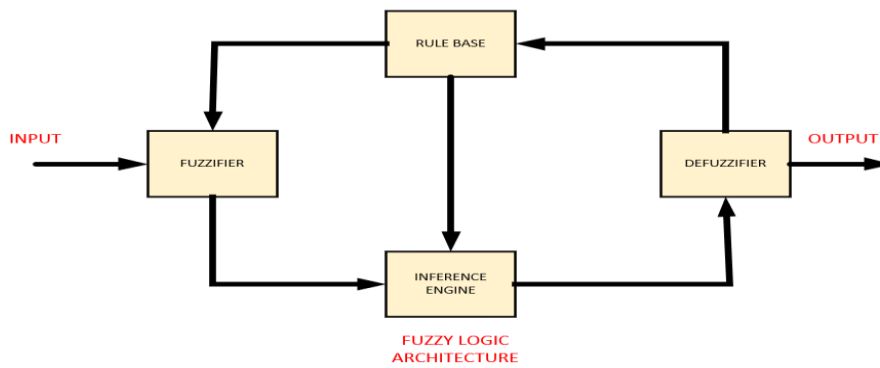 RULE BASE
INPUT
FUZZIFIER
DEFUZZIFIER
OUTPUT
INFERENCE
ENGINE
FUZZY LOGIC
ARCHITECTURE